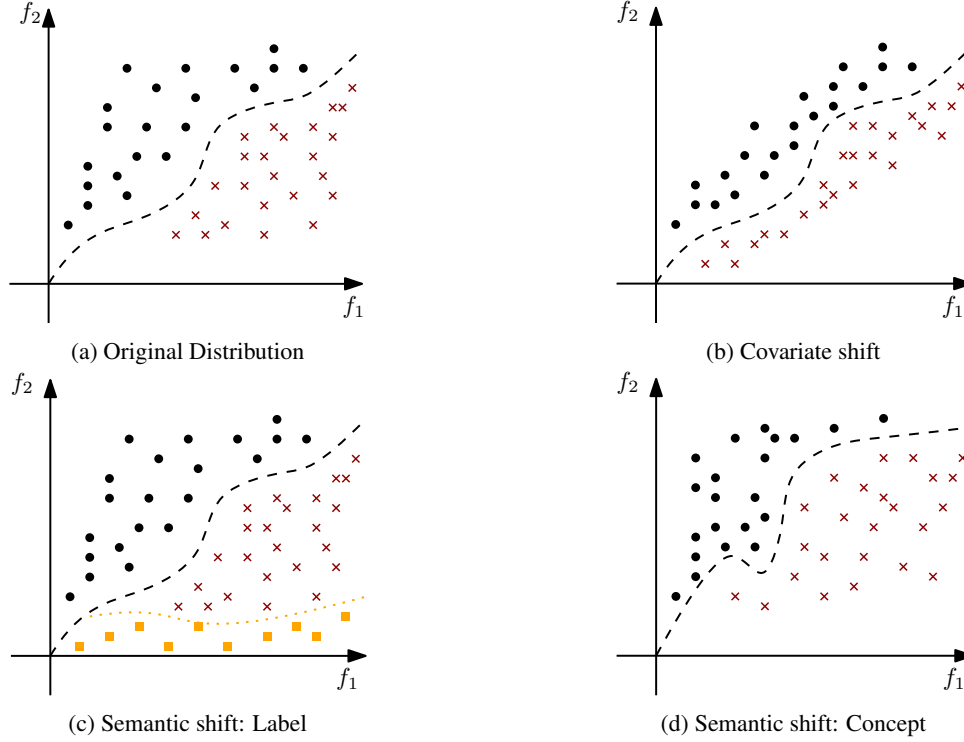 f₂
f₁
(a) Original Distribution
f₂
f₁
(b) Covariate shift
f₂
f₁
(c) Semantic shift: Label
f₂
f₁
(d) Semantic shift: Concept